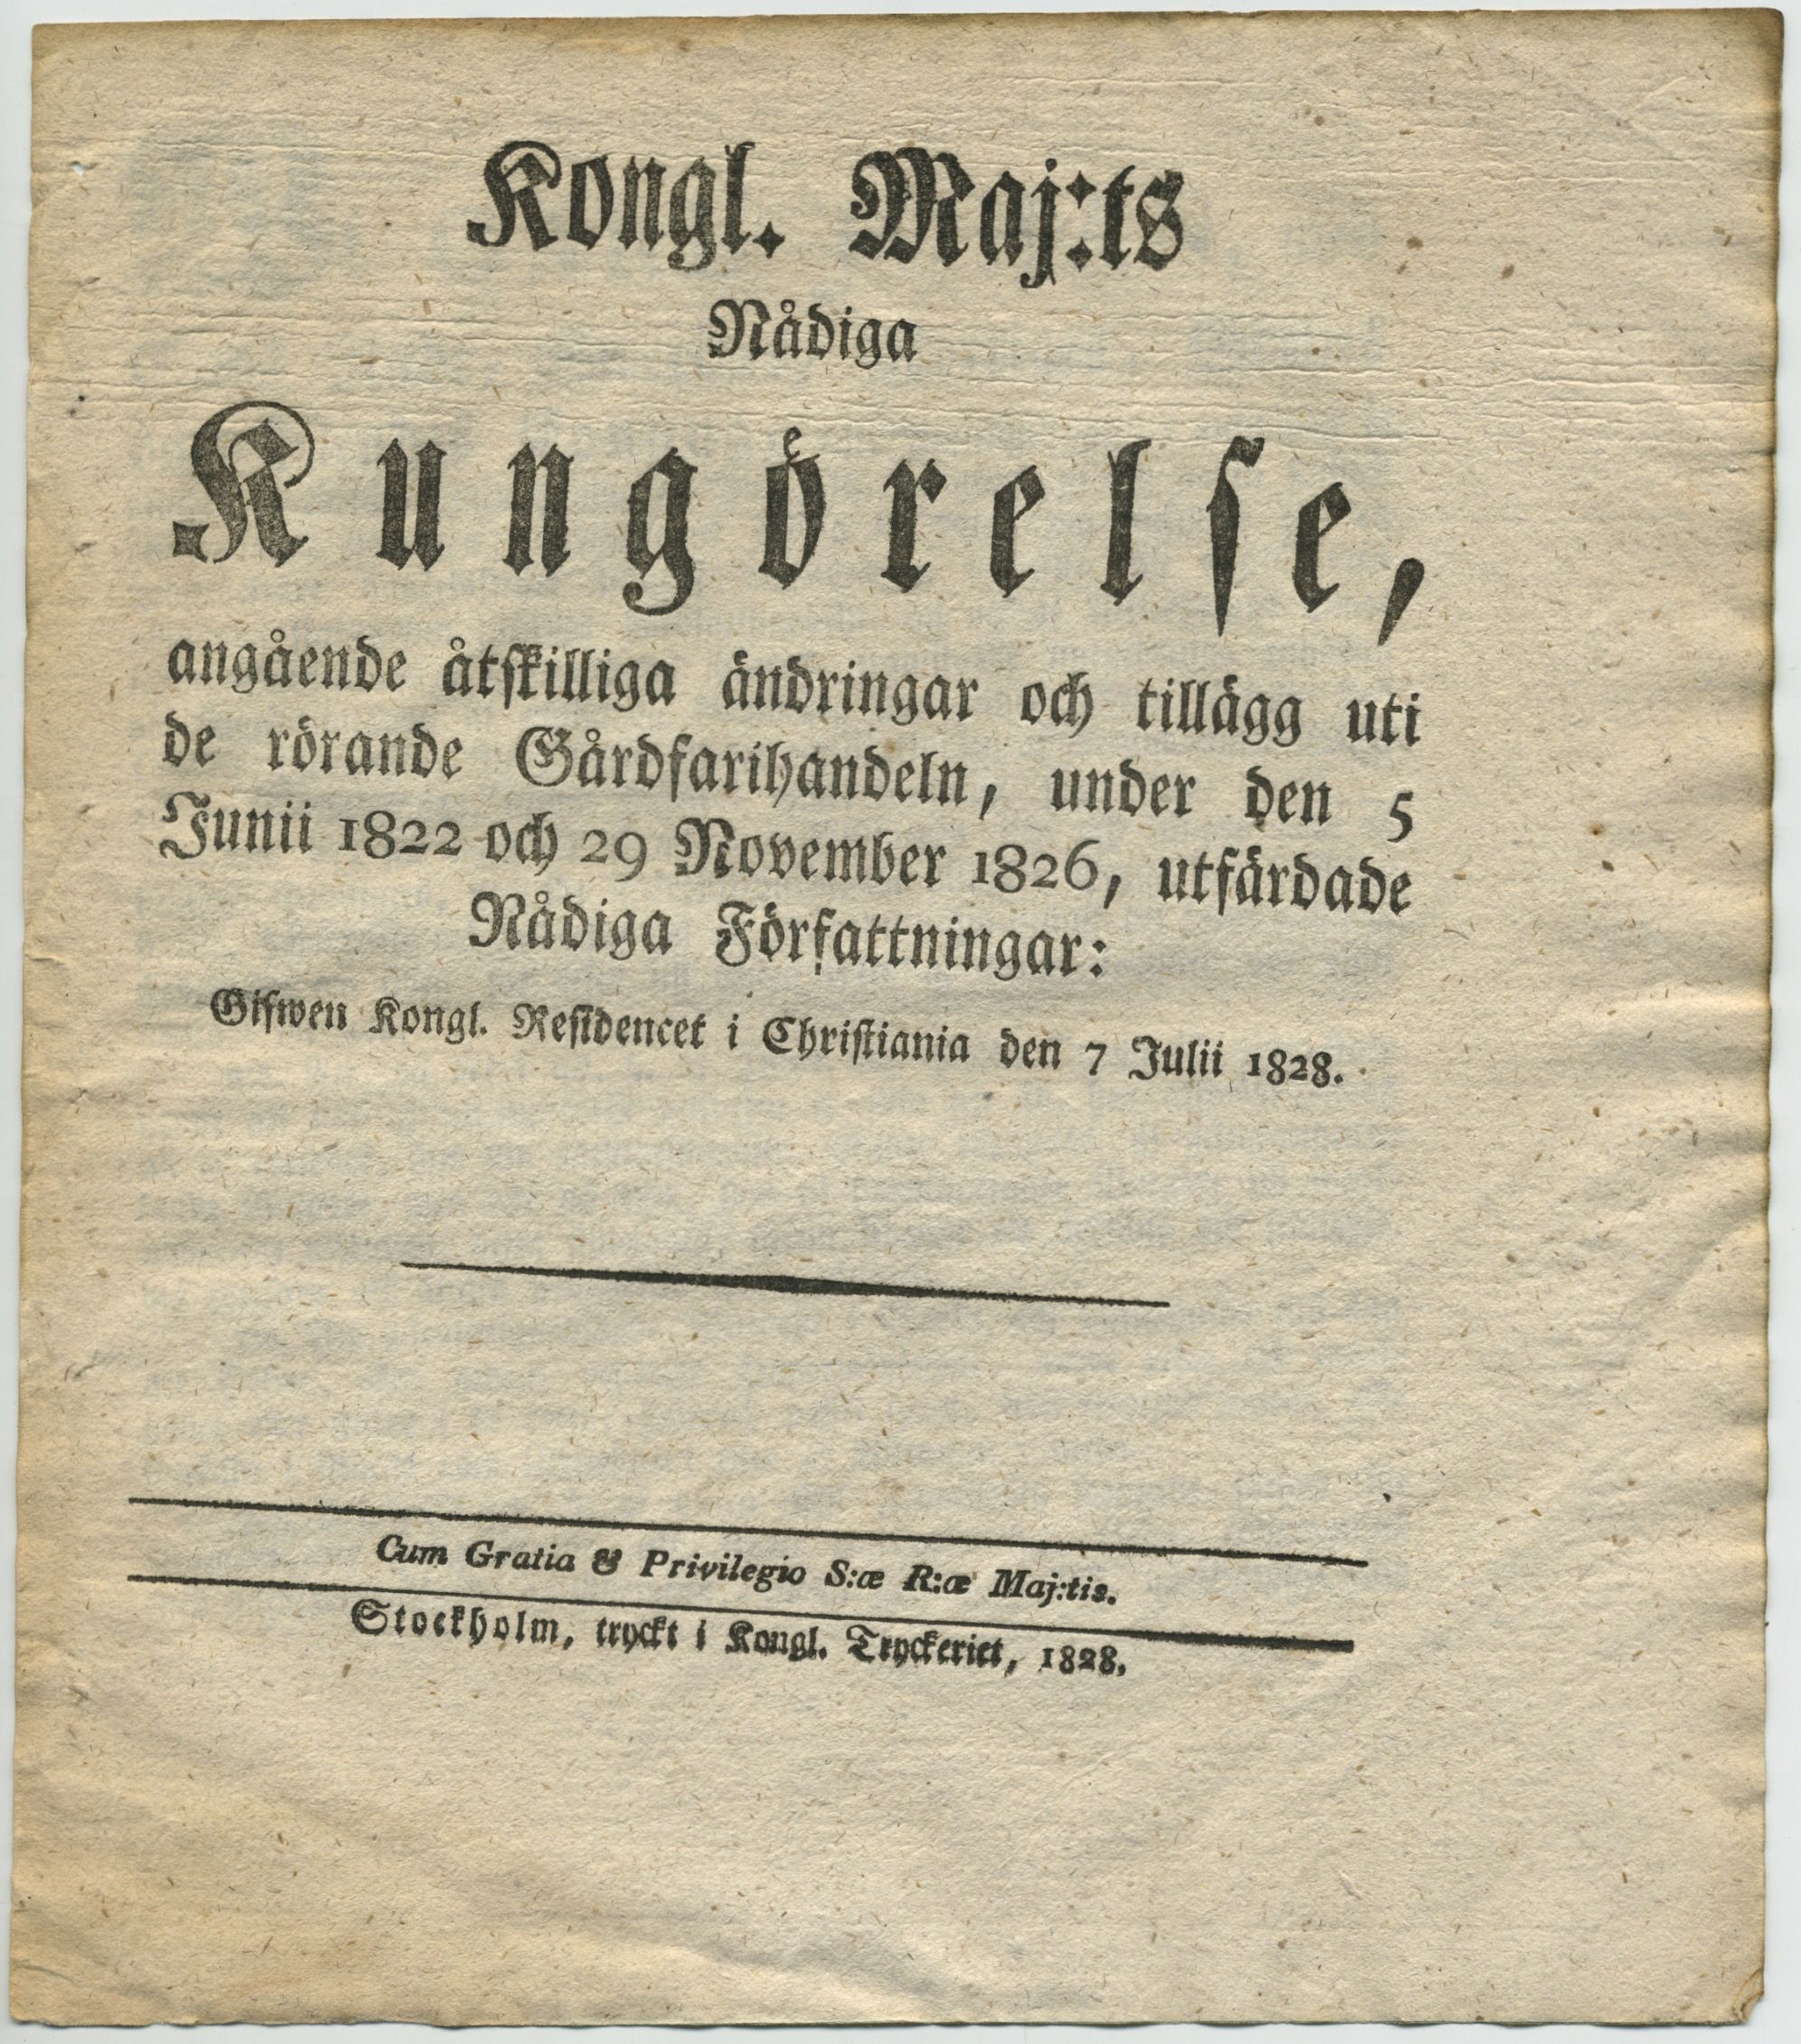 Kongl. Maj:ts
Nådiga
Kungörelse,
angående åtskilliga ändringar och tillägg uti
de rörande Gårdfarihandeln, under den 5
Junii 1822 och 29 November 1826, utfärdade
Nådiga Författningar:
Gifwen Kongl. Residencet i Christiania den 7 Julii 1828.
Cum Gratia & Privilegio S:æ R:æ Maj:tis.
Stockholm, tryckt i Kongl. Tryckeriet, 1828.